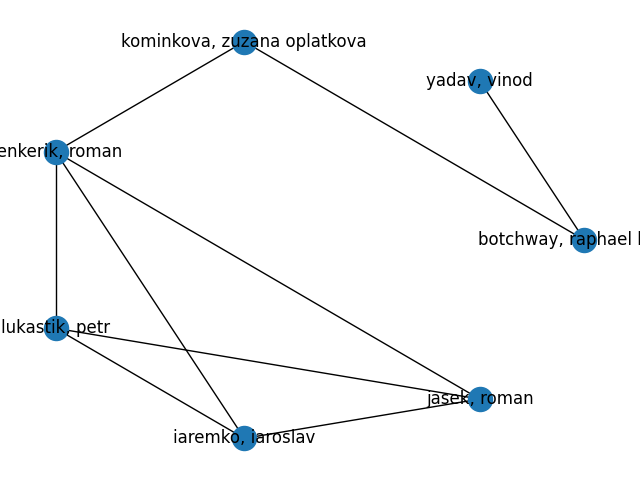 kominkova, zuzana oplatkova
yadav, vinod
enkerik, roman
botchway, raphael
lukastik, petr
jasek, roman
iaremko, iaroslav